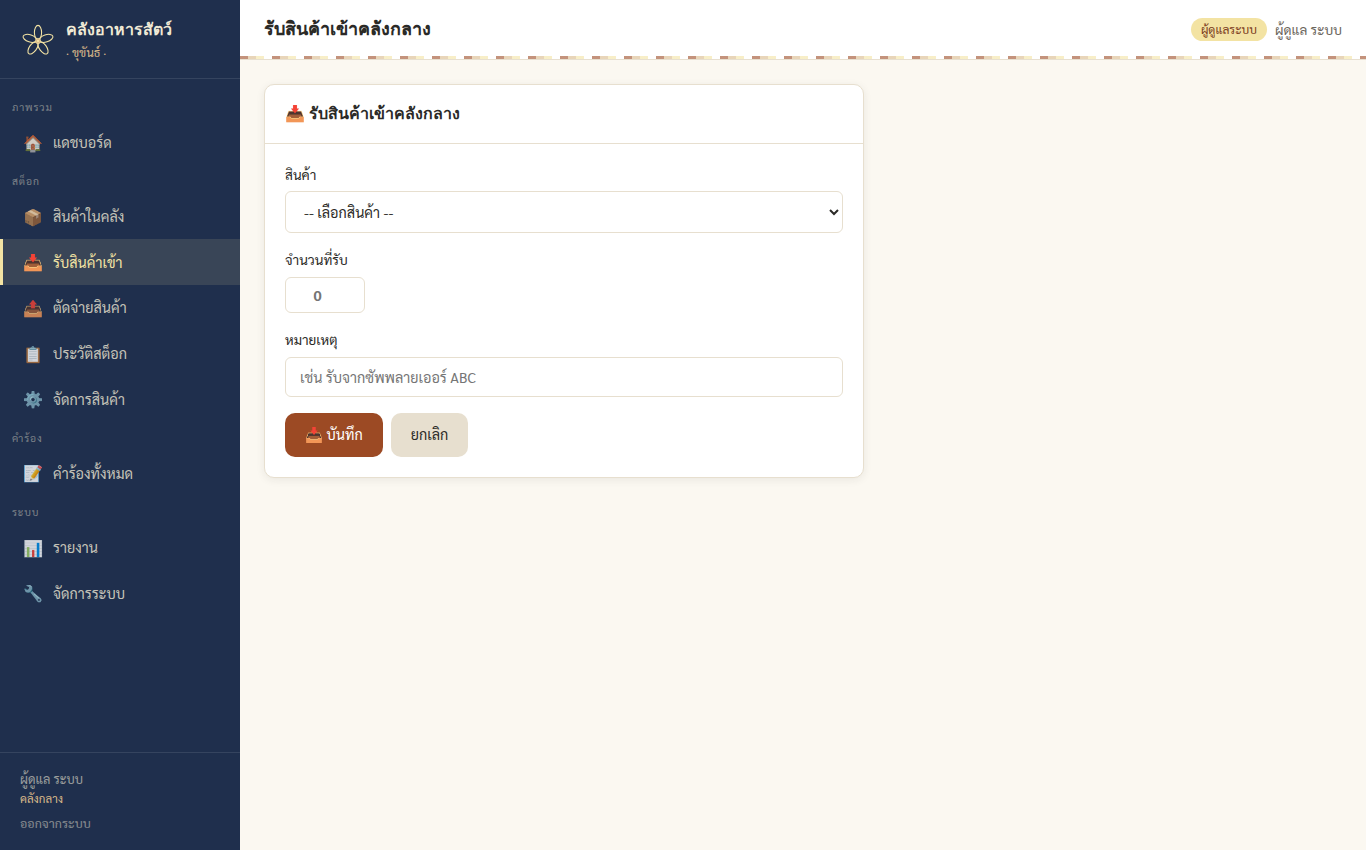 คลังอาหารสัตว์
· ขุขันธ์ ·
ภาพรวม
แดชบอร์ด
สต็อก
สินค้าในคลัง
รับสินค้าเข้า
ตัดจ่ายสินค้า
ประวัติสต็อก
จัดการสินค้า
คำร้อง
คำร้องทั้งหมด
ระบบ
รายงาน
จัดการระบบ
ผู้ดูแล ระบบ
คลังกลาง
ออกจากระบบ
รับสินค้าเข้าคลังกลาง
ผู้ดูแลระบบ ผู้ดูแล ระบบ
รับสินค้าเข้าคลังกลาง
สินค้า
-- เลือกสินค้า --
จำนวนที่รับ
0
หมายเหตุ
เช่น รับจากซัพพลายเออร์ ABC
บันทึก ยกเลิก